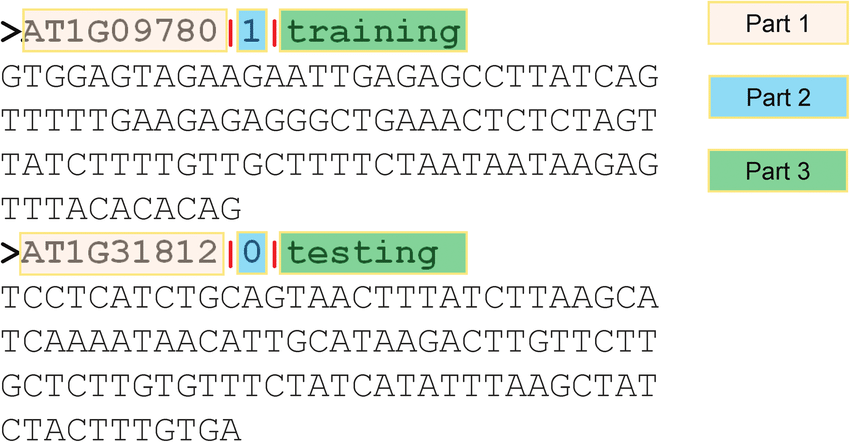 >AT1G09780|1|training
GTGGAGTAGAAGAATTGAGAGCCTTATCAG
TTTTTGAAGAGAGGGCTGAAACTCTCTAGT
TATCTTTTGTTGCTTTTCTAATAATAAGAG
TTTACACACAG
>AT1G31812|0|testing
TCCTCATCTGCAGTAACTTTATCTTAAGCA
TCAAAATAACATTGCATAAGACTTGTTCTT
GCTCTTGTGTTTCTATCATATTTAAGCTAT
CTACTTTGTGA
Part 1
Part 2
Part 3